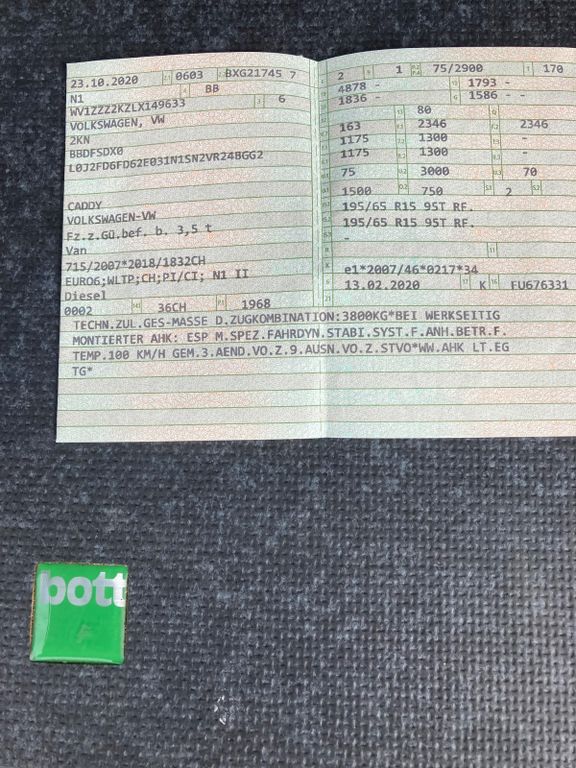 23.10.2020 0603 BXG21745 7
N1 BB
WV1ZZZ2KZLX149633 6
VOLKSWAGEN, VW
2KN
BBDFSDX0
L0J2FD6FD62E031N1SN2VR24BGG2
CADDY
VOLKSWAGEN-VW
Fz.z.Gü.bef. b. 3,5 t
Van
715/2007*2018/1832CH
EURO6;WLTP;CH;PI/CI; N1 II
Diesel
0002 36CH 1968
2 1 75/2900 170
4878 - 1793 -
1836 - 1586 - -
80
163 2346 2346
1175 1300 -
1175 1300 -
75 3000 70
1500 750 2
195/65 R15 95T RF.
195/65 R15 95T RF.
-
-
e1*2007/46*0217*34
13.02.2020 K FU676331
TECHN.ZUL.GES-MASSE D.ZUGKOMBINATION:3800KG*BEI WERKSEITIG
MONTIERTER AHK: ESP M.SPEZ.FAHRDYN.STABI.SYST.F.ANH.BETR.F.
TEMP.100 KM/H GEM.3.AEND.VO.Z.9.AUSN.VO.Z.STVO*WW.AHK LT.EG
TG*
bott